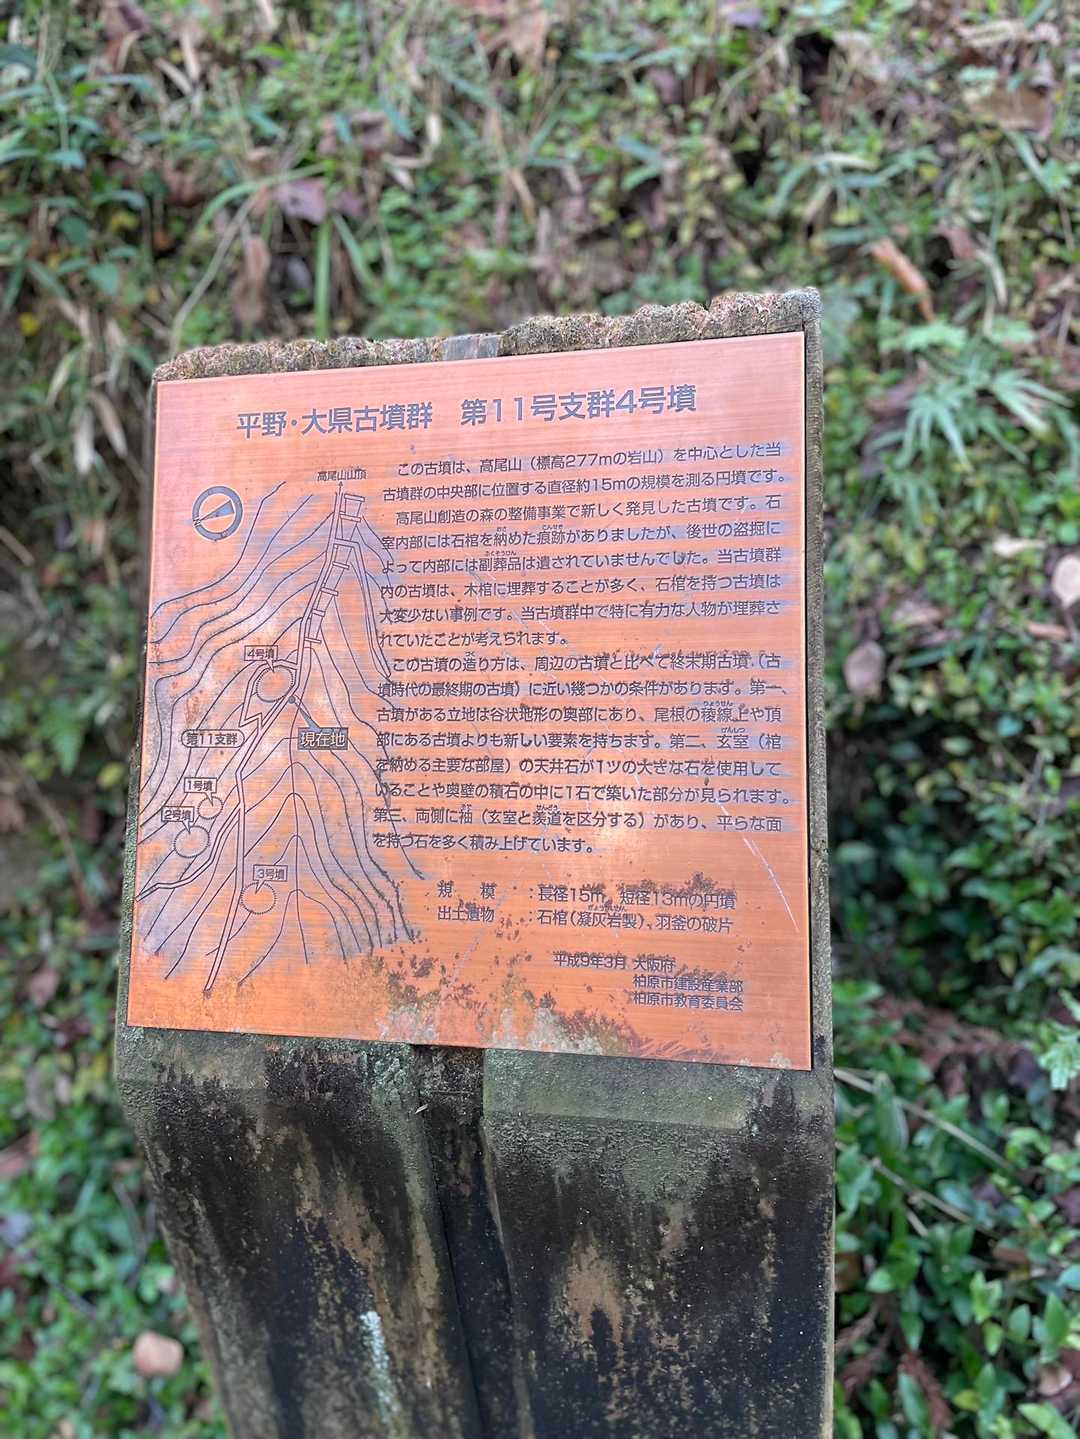 平野・大県古墳群　第11号支群4号墳
この古墳は、高尾山（標高277mの岩山）を中心とした当
古墳群の中央部に位置する直径約15mの規模を測る円墳です。
高尾山創造の森の整備事業で新しく発見した古墳です。石
室内部には石棺を納めた痕跡がありましたが、後世の盗掘に
よって内部には副葬品は遺されていませんでした。当古墳群
内の古墳は、木棺に埋葬することが多く、石棺を持つ古墳は
大変少ない事例です。当古墳群中で特に有力な人物が埋葬さ
れていたことが考えられます。
この古墳の造り方は、周辺の古墳と比べて終末期古墳（古
墳時代の最終期の古墳）に近い幾つかの条件があります。第一、
古墳がある立地は谷状地形の奥部にあり、尾根の稜線上や頂
部にある古墳よりも新しい要素を持ちます。第二、玄室（棺
を納める主要な部屋）の天井石が1ツの大きな石を使用して
いることや奥壁の積石の中に1石で築いた部分が見られます。
第三、両側に袖（玄室と羨道を区分する）があり、平らな面
を持つ石を多く積み上げています。
規　模　：長径15m、短径13mの円墳
出土遺物　：石棺（凝灰岩製）、羽釜の破片
平成9年3月 大阪府
柏原市建設産業部
柏原市教育委員会
高尾山山頂
4号墳
現在地
第11支群
1号墳
2号墳
3号墳